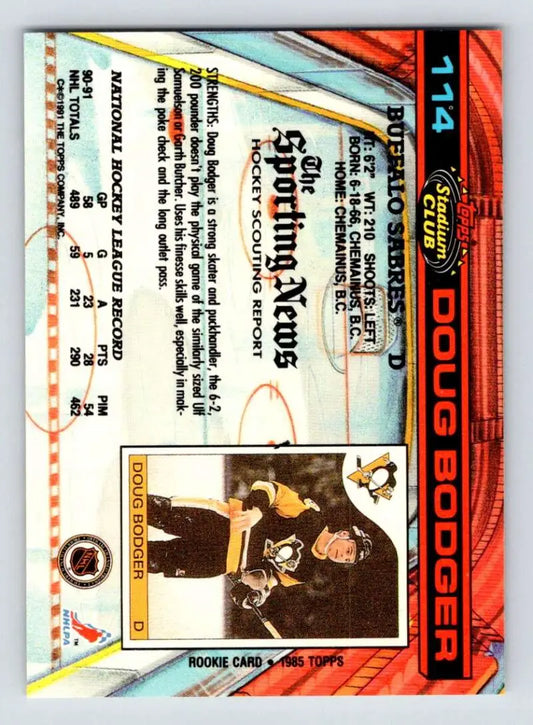 114
Topps
Stadium
CLUB
DOUG BODGER
BUFFALO SABRES® D
HT: 6'2" WT: 210 SHOOTS: LEFT
BORN: 6-18-66, CHEMAINUS, B.C.
HOME: CHEMAINUS, B.C.
The
Sporting News
HOCKEY SCOUTING REPORT
STRENGTHS: Doug Bodger is a strong skater and puckhandler, the 6-2,
200 pounder doesn't play the physical game of the similarly sized Ulf
Samuelson or Garth Butcher. Uses his finesse skills well, especially in mak-
ing the poke check and the long outlet pass.
NATIONAL HOCKEY LEAGUE RECORD
GP G A PTS PIM
90-91 58 5 23 28 54
NHL TOTALS 489 59 231 290 462
C✻©1991 THE TOPPS COMPANY, INC.
DOUG BODGER D
ROOKIE CARD • 1985 TOPPS
NHL
NHLPA™